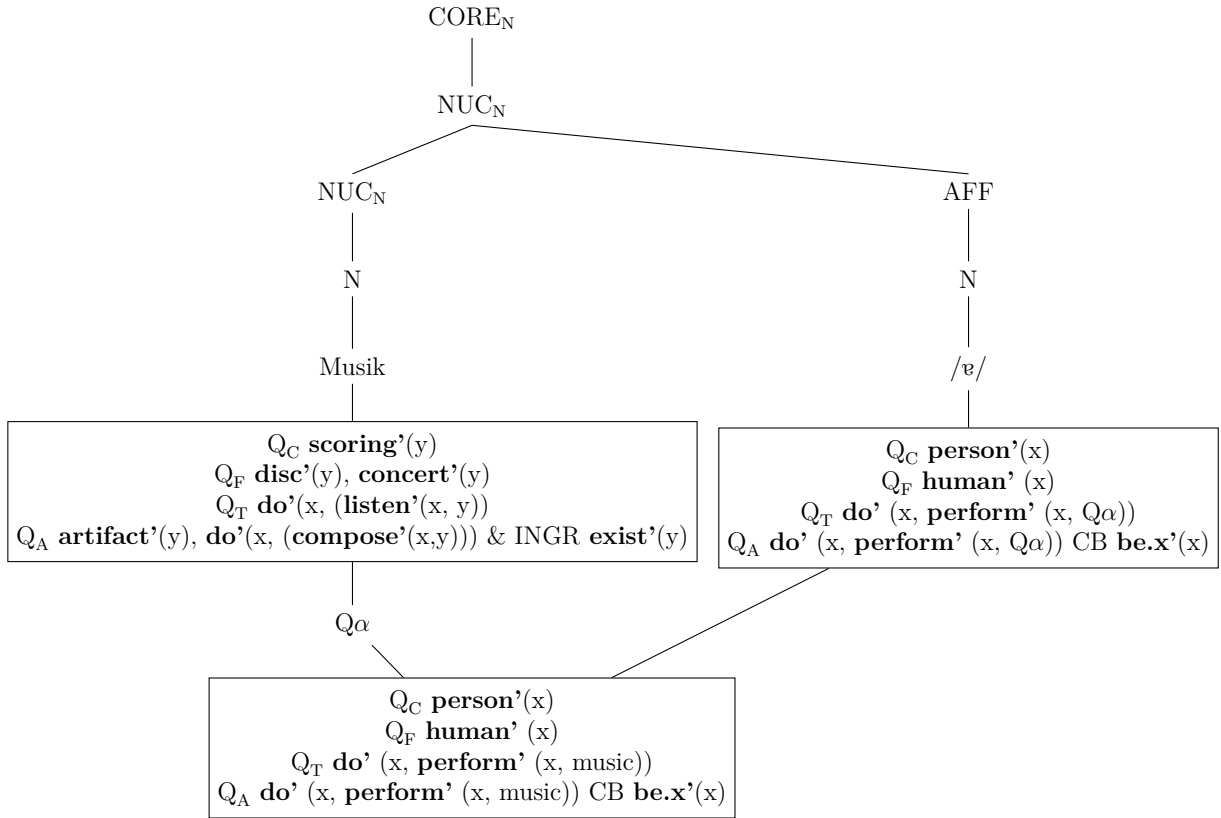 CORE_N
NUC_N
NUC_N AFF
N N
Musik /ɐ/
Q_C scoring’(y)
Q_F disc’(y), concert’(y)
Q_T do’(x, (listen’(x, y))
Q_A artifact’(y), do’(x, (compose’(x,y))) & INGR exist’(y)
Q_C person’(x)
Q_F human’ (x)
Q_T do’ (x, perform’ (x, Qα))
Q_A do’ (x, perform’ (x, Qα)) CB be.x’(x)
Qα
Q_C person’(x)
Q_F human’ (x)
Q_T do’ (x, perform’ (x, music))
Q_A do’ (x, perform’ (x, music)) CB be.x’(x)